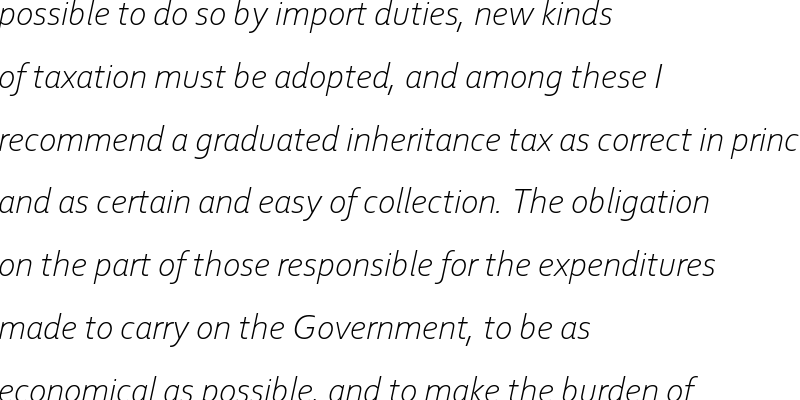 possible to do so by import duties, new kinds
of taxation must be adopted, and among these I
recommend a graduated inheritance tax as correct in princ
and as certain and easy of collection. The obligation
on the part of those responsible for the expenditures
made to carry on the Government, to be as
economical as possible, and to make the burden of